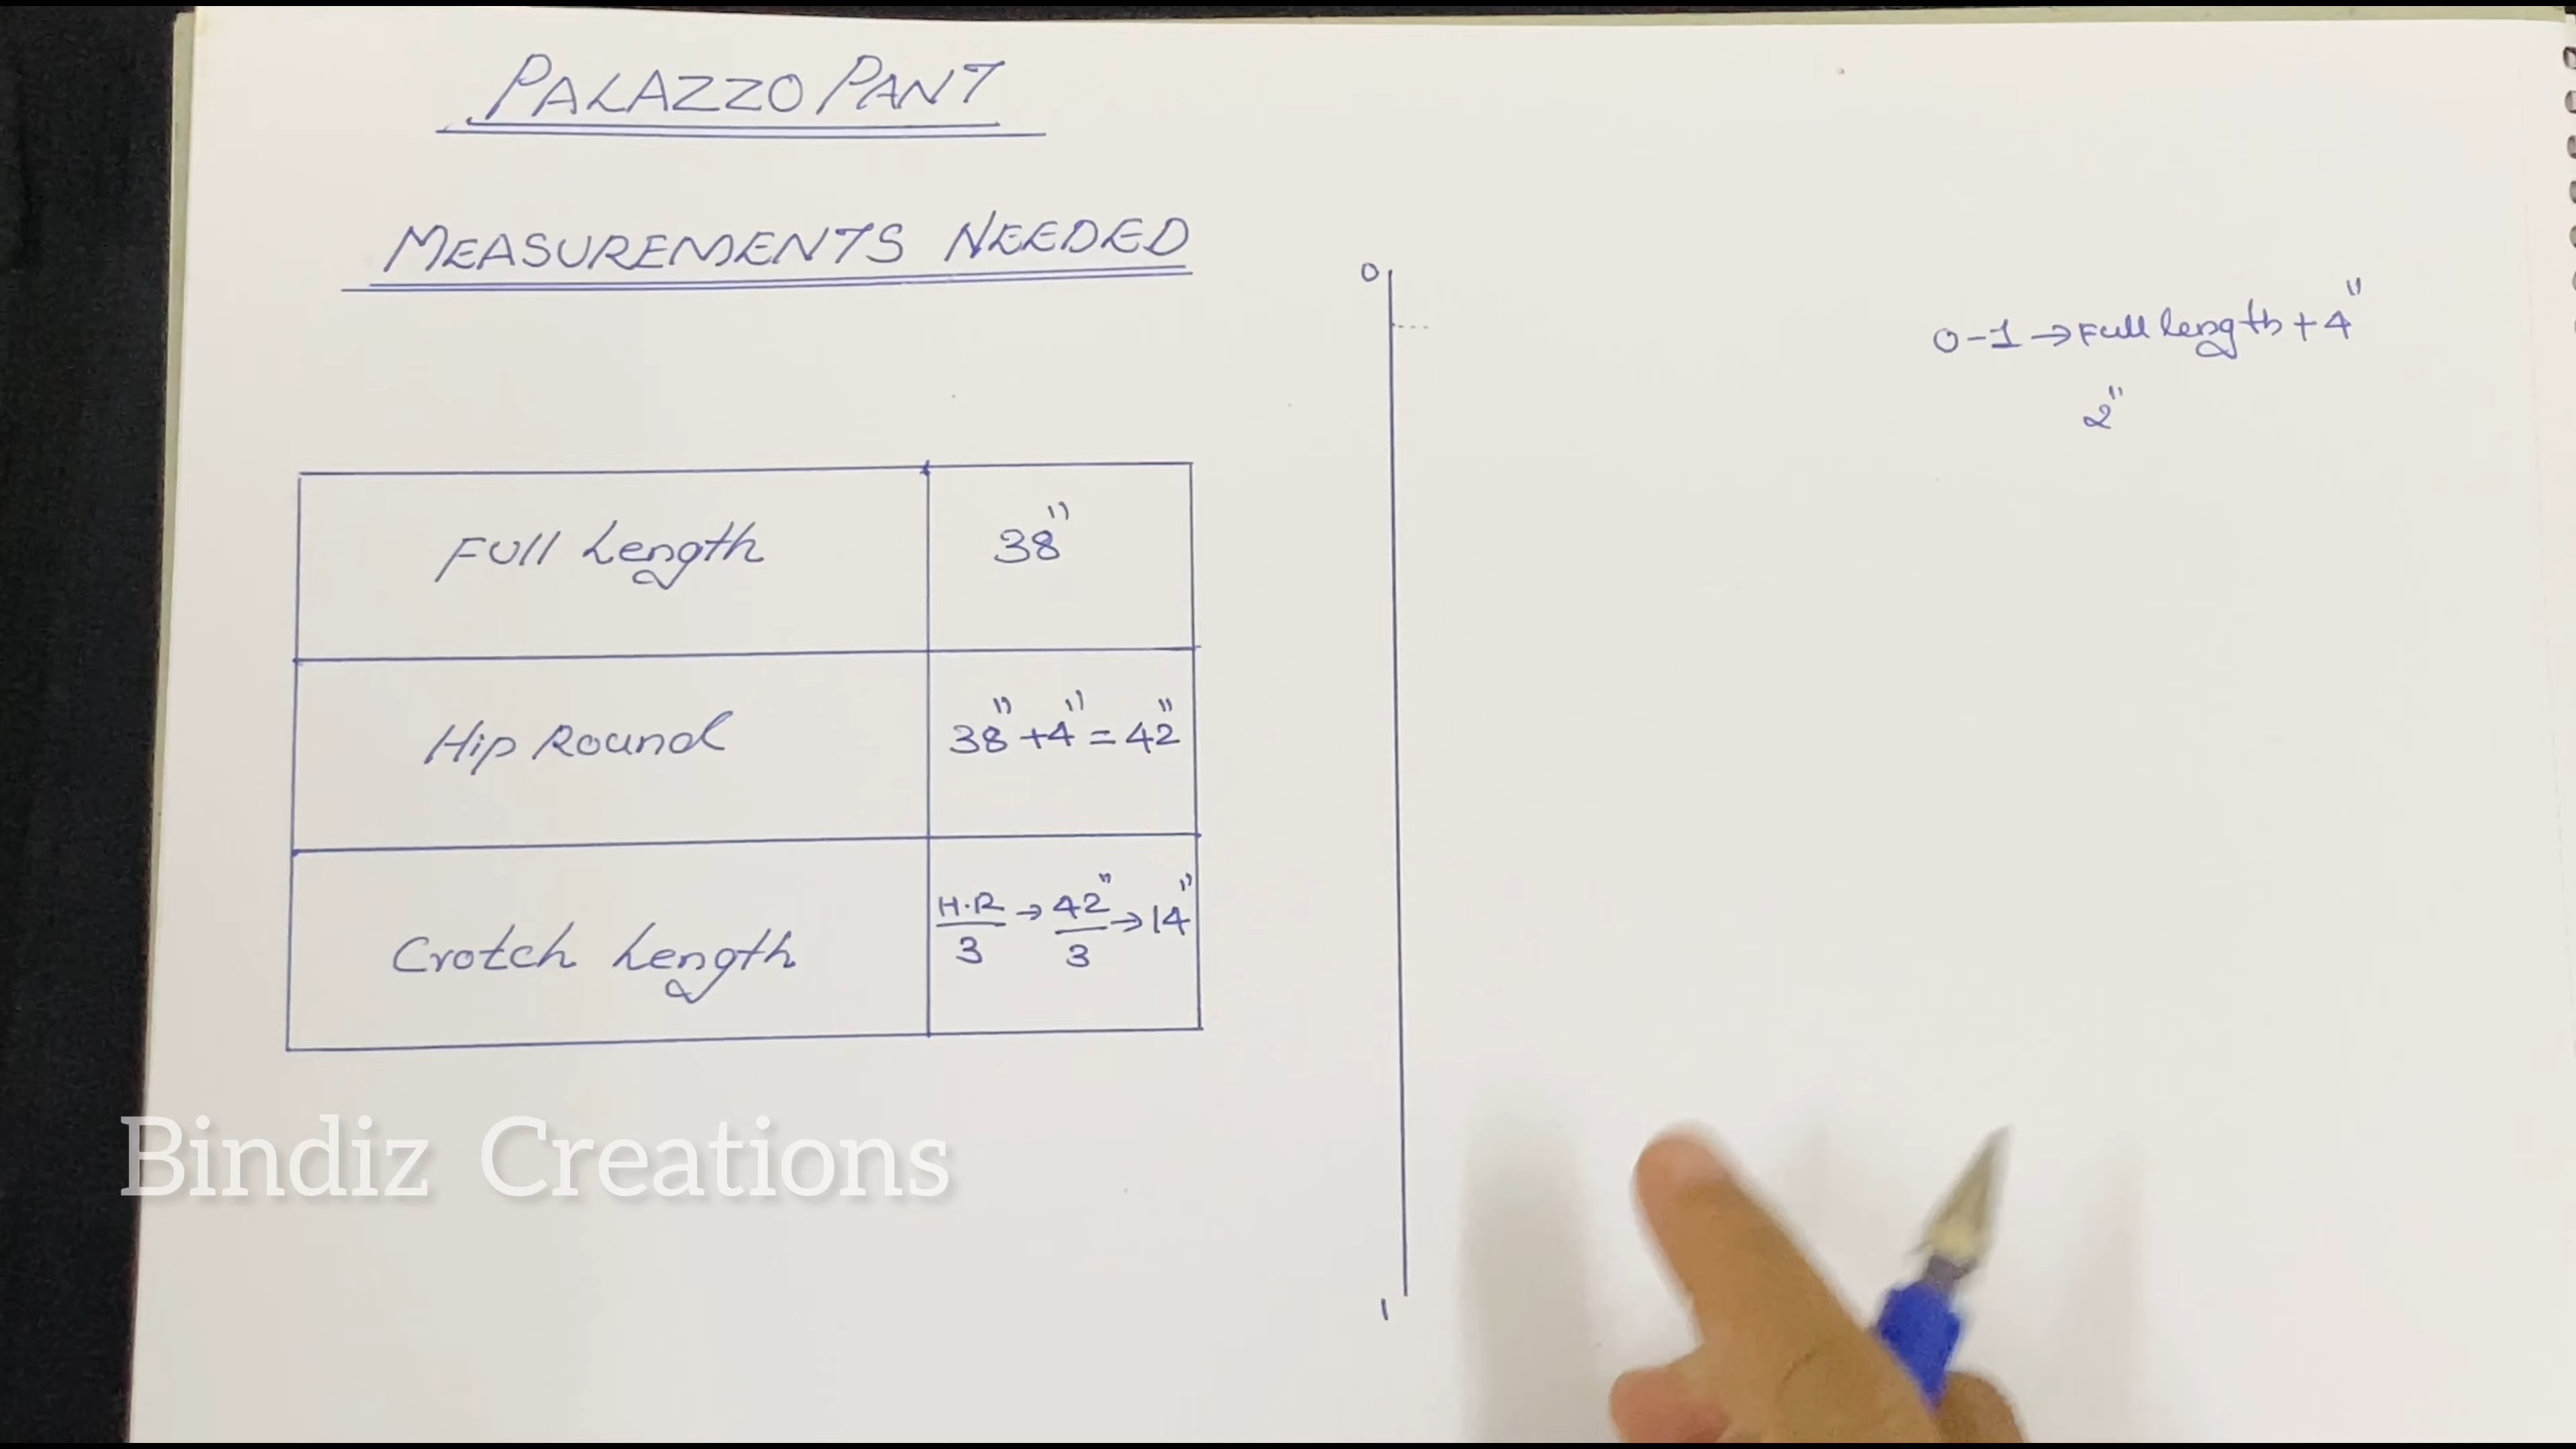 PALAZZO PANT
MEASUREMENTS NEEDED
Full Length 38"
Hip Round 38"+4"=42"
Crotch Length H.R/3→42"/3→14"
0
1
0-1→Full length+4"
2"
Bindiz Creations